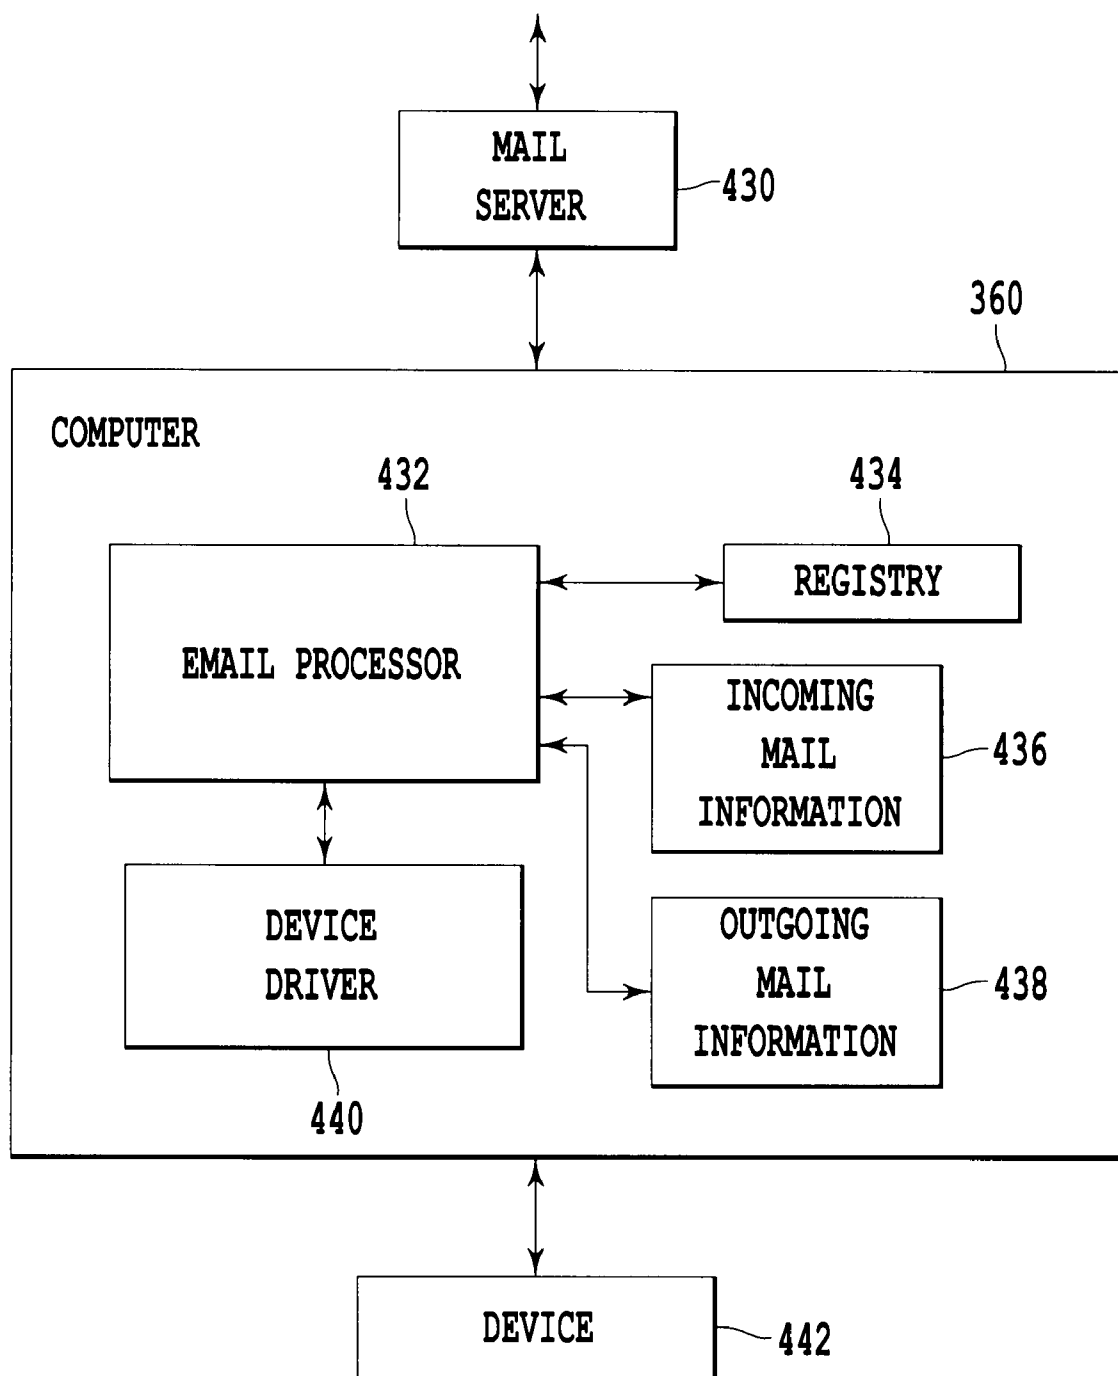 MAIL
SERVER
430
360
COMPUTER
432
434
REGISTRY
EMAIL PROCESSOR
INCOMING
MAIL
INFORMATION
436
DEVICE
DRIVER
OUTGOING
MAIL
INFORMATION
438
440
DEVICE
442